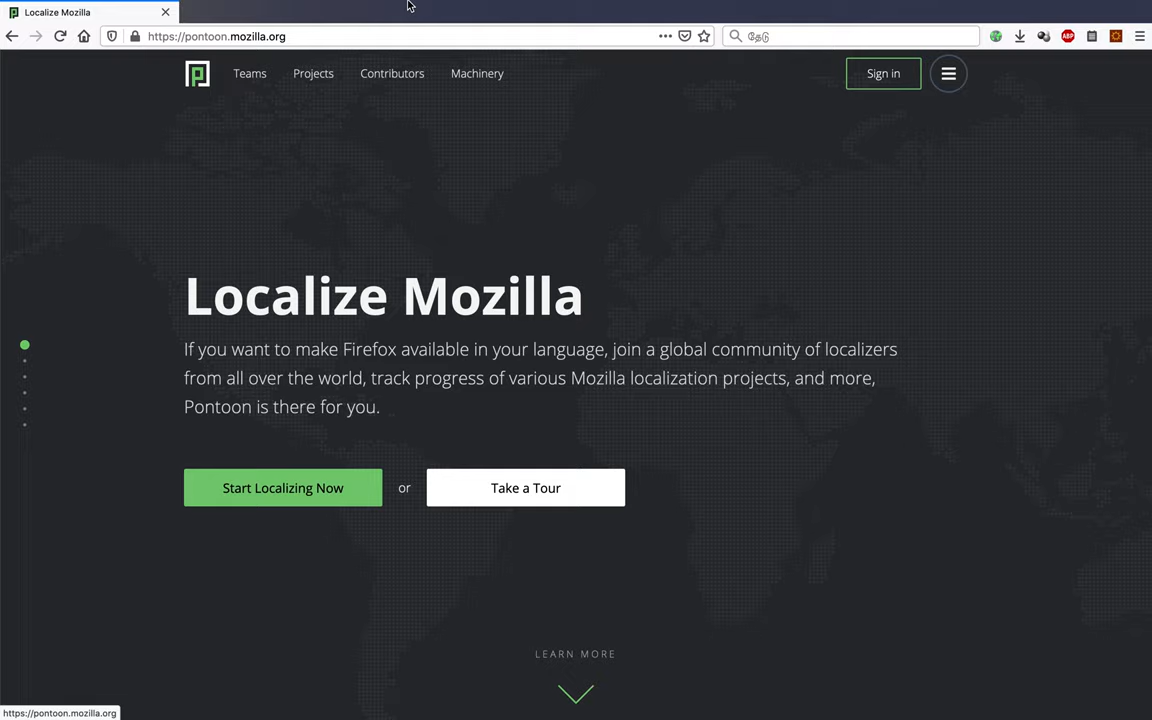 Localize Mozilla
https://pontoon.mozilla.org
தேடு
ABP
Teams
Projects
Contributors
Machinery
Sign in
Localize Mozilla
If you want to make Firefox available in your language, join a global community of localizers
from all over the world, track progress of various Mozilla localization projects, and more,
Pontoon is there for you.
Start Localizing Now
or
Take a Tour
LEARN MORE
https://pontoon.mozilla.org